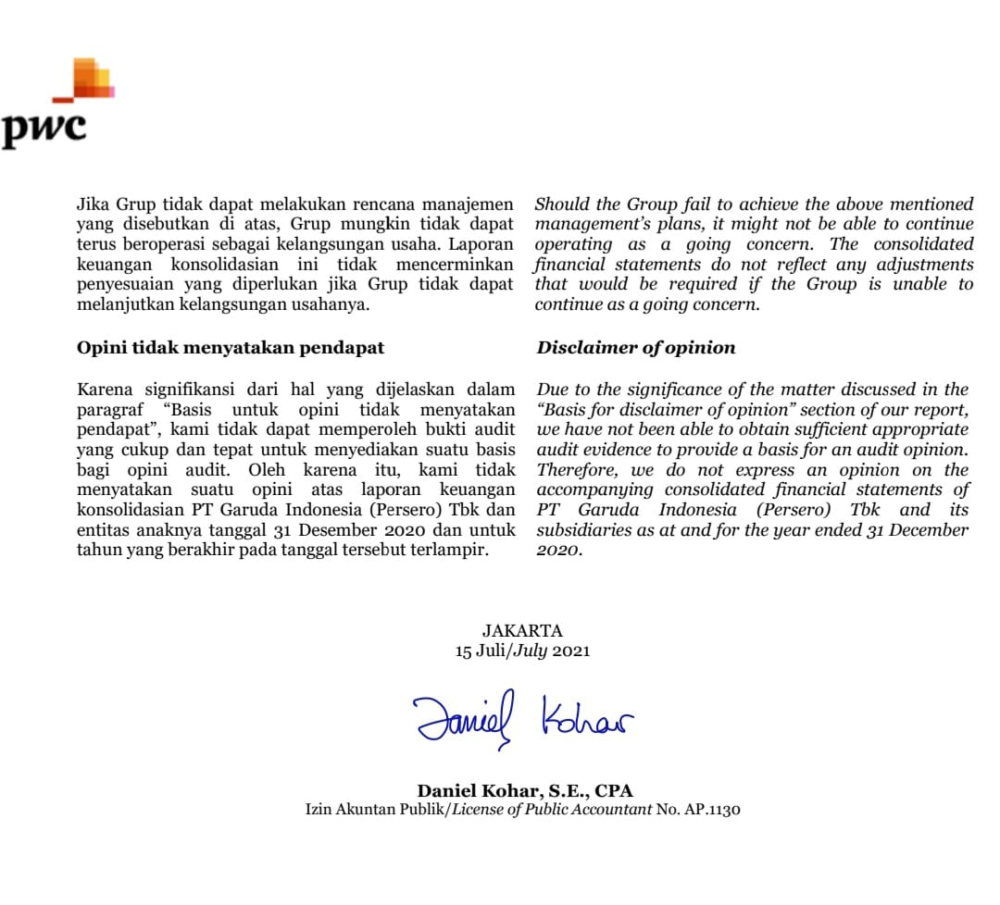 pwc
Jika Grup tidak dapat melakukan rencana manajemen
yang disebutkan di atas, Grup mungkin tidak dapat
terus beroperasi sebagai kelangsungan usaha. Laporan
keuangan konsolidasian ini tidak mencerminkan
penyesuaian yang diperlukan jika Grup tidak dapat
melanjutkan kelangsungan usahanya.
Opini tidak menyatakan pendapat
Karena signifikansi dari hal yang dijelaskan dalam
paragraf “Basis untuk opini tidak menyatakan
pendapat”, kami tidak dapat memperoleh bukti audit
yang cukup dan tepat untuk menyediakan suatu basis
bagi opini audit. Oleh karena itu, kami tidak
menyatakan suatu opini atas laporan keuangan
konsolidasian PT Garuda Indonesia (Persero) Tbk dan
entitas anaknya tanggal 31 Desember 2020 dan untuk
tahun yang berakhir pada tanggal tersebut terlampir.
Should the Group fail to achieve the above mentioned
management’s plans, it might not be able to continue
operating as a going concern. The consolidated
financial statements do not reflect any adjustments
that would be required if the Group is unable to
continue as a going concern.
Disclaimer of opinion
Due to the significance of the matter discussed in the
“Basis for disclaimer of opinion” section of our report,
we have not been able to obtain sufficient appropriate
audit evidence to provide a basis for an audit opinion.
Therefore, we do not express an opinion on the
accompanying consolidated financial statements of
PT Garuda Indonesia (Persero) Tbk and its
subsidiaries as at and for the year ended 31 December
2020.
JAKARTA
15 Juli/July 2021
Daniel Kohar
Daniel Kohar, S.E., CPA
Izin Akuntan Publik/License of Public Accountant No. AP.1130